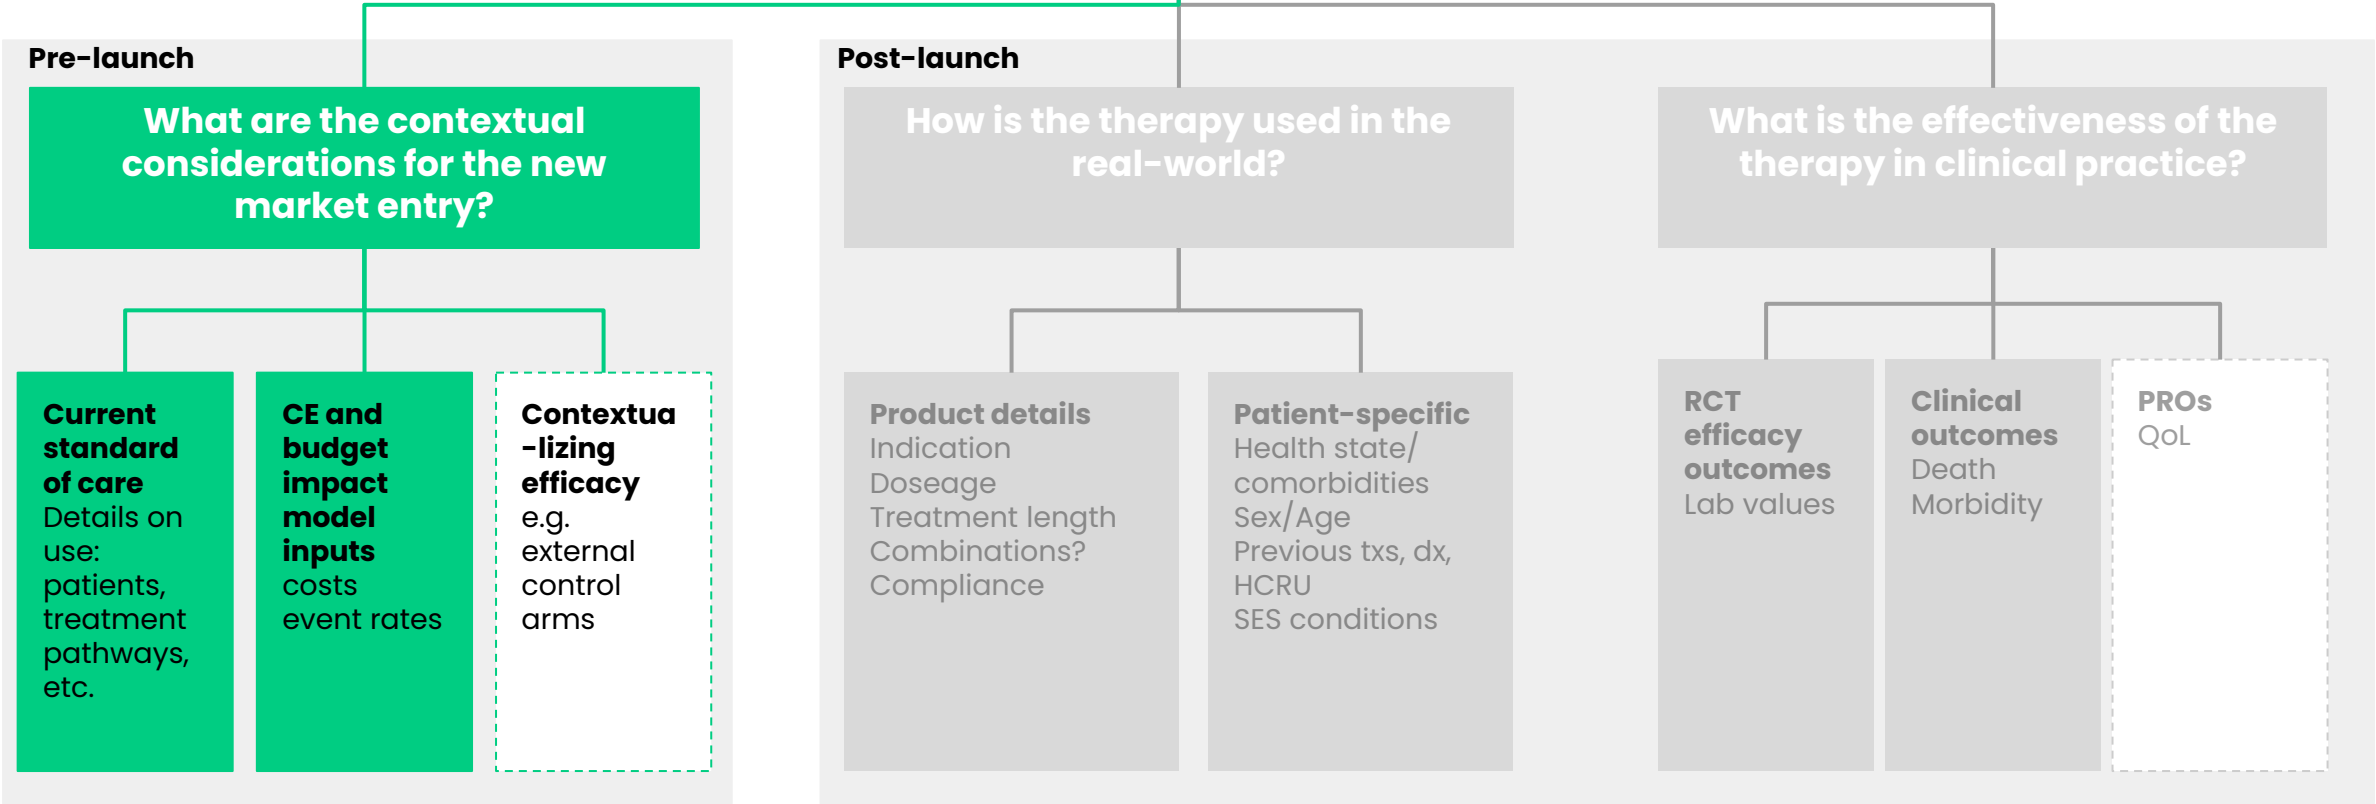 Pre-launch
What are the contextual
considerations for the new
market entry?
Current
standard
of care
Details on
use:
patients,
treatment
pathways,
etc.
CE and
budget
impact
model
inputs
costs
event rates
Contextua
-lizing
efficacy
e.g.
external
control
arms
Post-launch
How is the therapy used in the
real-world?
Product details
Indication
Doseage
Treatment length
Combinations?
Compliance
Patient-specific
Health state/
comorbidities
Sex/Age
Previous txs, dx,
HCRU
SES conditions
What is the effectiveness of the
therapy in clinical practice?
RCT
efficacy
outcomes
Lab values
Clinical
outcomes
Death
Morbidity
PROs
QoL